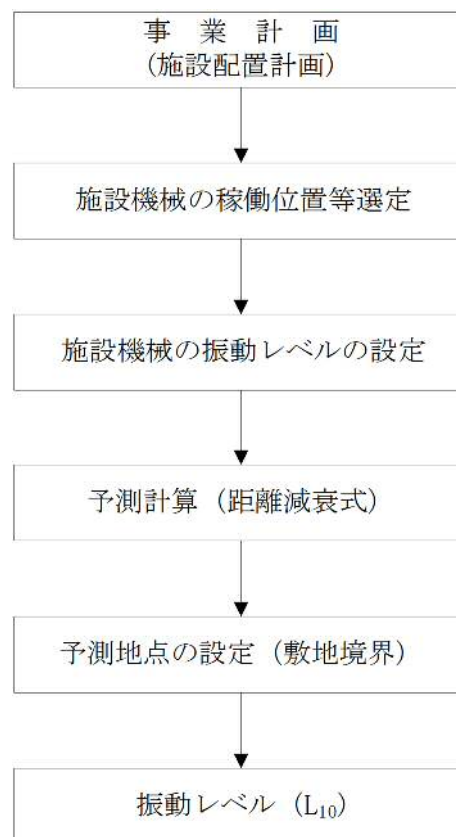 事　業　計　画
(施設配置計画)
施設機械の稼働位置等選定
施設機械の振動レベルの設定
予測計算（距離減衰式）
予測地点の設定（敷地境界）
振動レベル（L₁₀）